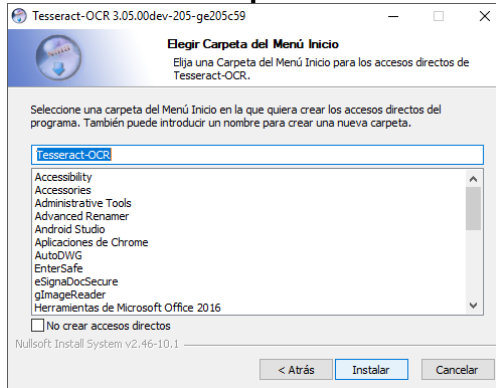 Tesseract-OCR 3.05.00dev-205-ge205c59
Elegir Carpeta del Menú Inicio
Elija una Carpeta del Menú Inicio para los accesos directos de
Tesseract-OCR.
Seleccione una carpeta del Menú Inicio en la que quiera crear los accesos directos del
programa. También puede introducir un nombre para crear una nueva carpeta.
Tesseract-OCR
Accessibility
Accessories
Administrative Tools
Advanced Renamer
Android Studio
Aplicaciones de Chrome
AutoDWG
EnterSafe
eSignaDocSecure
gImageReader
Herramientas de Microsoft Office 2016
No crear accesos directos
Nullsoft Install System v2.46-10.1
< Atrás Instalar Cancelar